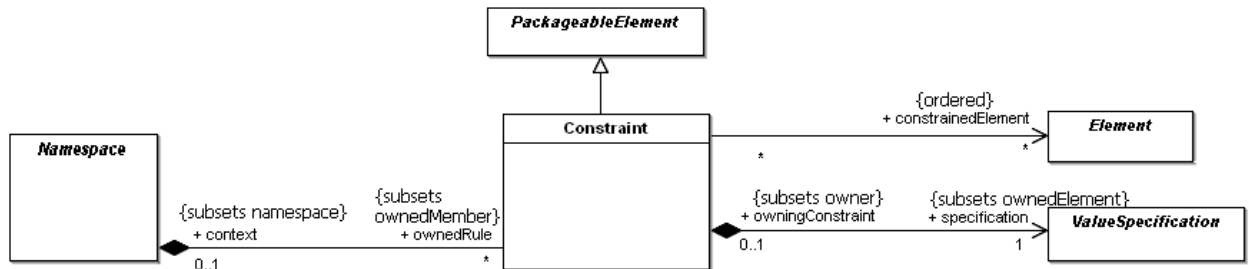 PackageableElement
Constraint
{ordered}
+ constrainedElement
*
*
Element
Namespace
{subsets namespace}
+ context
0..1
{subsets
ownedMember}
+ ownedRule
*
{subsets owner}
+ owningConstraint
0..1
{subsets ownedElement}
+ specification
1
ValueSpecification